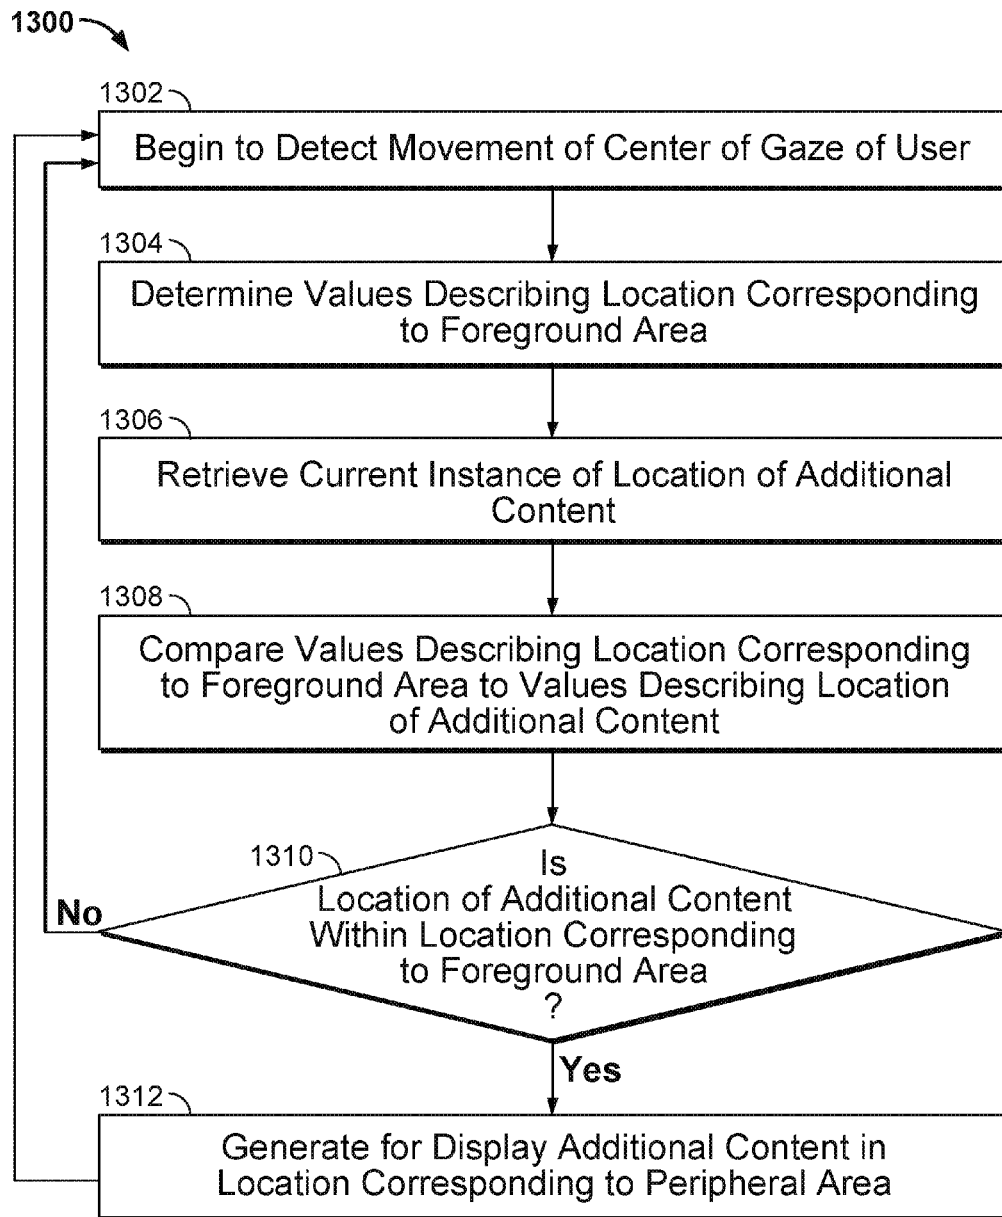 1300
1302
Begin to Detect Movement of Center of Gaze of User
1304
Determine Values Describing Location Corresponding
to Foreground Area
1306
Retrieve Current Instance of Location of Additional
Content
1308
Compare Values Describing Location Corresponding
to Foreground Area to Values Describing Location
of Additional Content
1310
Is
Location of Additional Content
Within Location Corresponding
to Foreground Area
?
No
Yes
1312
Generate for Display Additional Content in
Location Corresponding to Peripheral Area